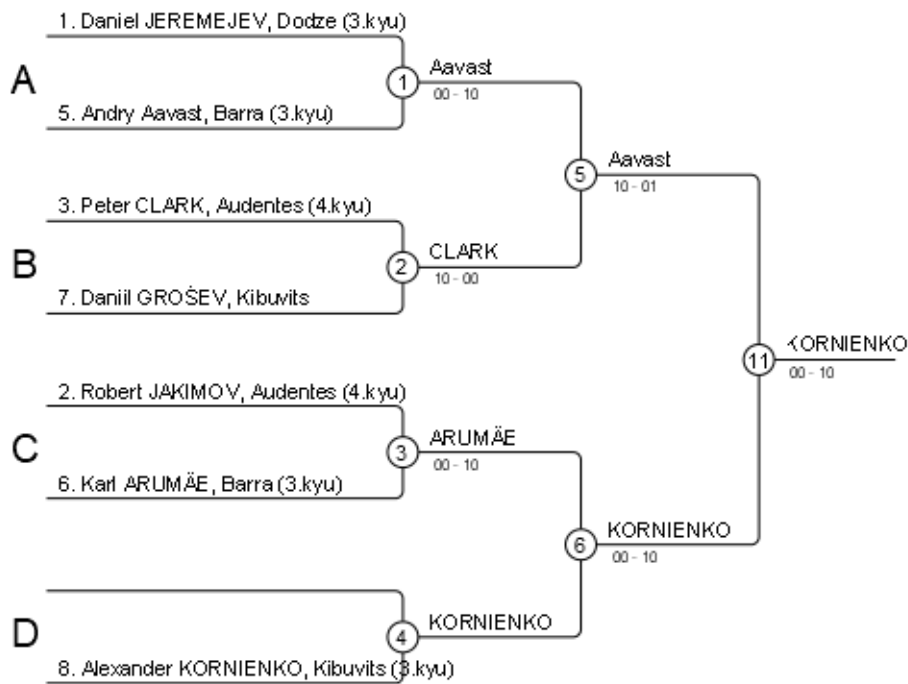 1. Daniel JEREMEJEV, Dodze (3.kyu)
A
1
Aavast
00 - 10
5. Andry Aavast, Barra (3.kyu)
5
Aavast
10 - 01
3. Peter CLARK, Audentes (4.kyu)
B
2
CLARK
10 - 00
7. Daniil GROŠEV, Kibuvits
11
KORNIENKO
00 - 10
2. Robert JAKIMOV, Audentes (4.kyu)
C
3
ARUMÄE
00 - 10
6. Karl ARUMÄE, Barra (3.kyu)
6
KORNIENKO
00 - 10
D
4
KORNIENKO
8. Alexander KORNIENKO, Kibuvits (3.kyu)